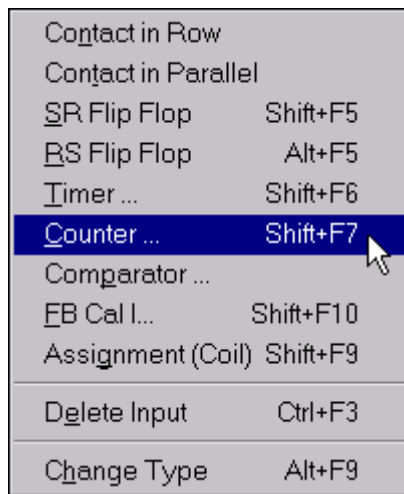 Contact in Row
Contact in Parallel
SR Flip Flop Shift+F5
RS Flip Flop Alt+F5
Timer ... Shift+F6
Counter ... Shift+F7
Comparator ...
FB Cal l... Shift+F10
Assignment (Coil) Shift+F9
Delete Input Ctrl+F3
Change Type Alt+F9